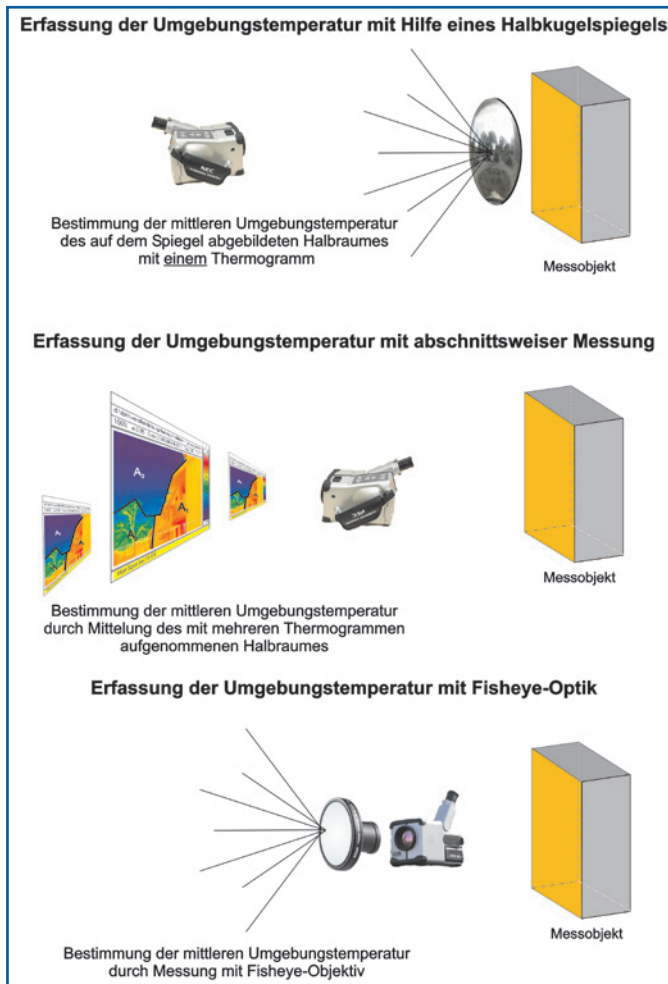 Erfassung der Umgebungstemperatur mit Hilfe eines Halbkugelspiegels
NEC
Bestimmung der mittleren Umgebungstemperatur
des auf dem Spiegel abgebildeten Halbraumes
mit einem Thermogramm
Messobjekt
Erfassung der Umgebungstemperatur mit abschnittsweiser Messung
100%
Messobjekt
Bestimmung der mittleren Umgebungstemperatur
durch Mittelung des mit mehreren Thermogrammen
aufgenommenen Halbraumes
Erfassung der Umgebungstemperatur mit Fisheye-Optik
Messobjekt
Bestimmung der mittleren Umgebungstemperatur
durch Messung mit Fisheye-Objektiv